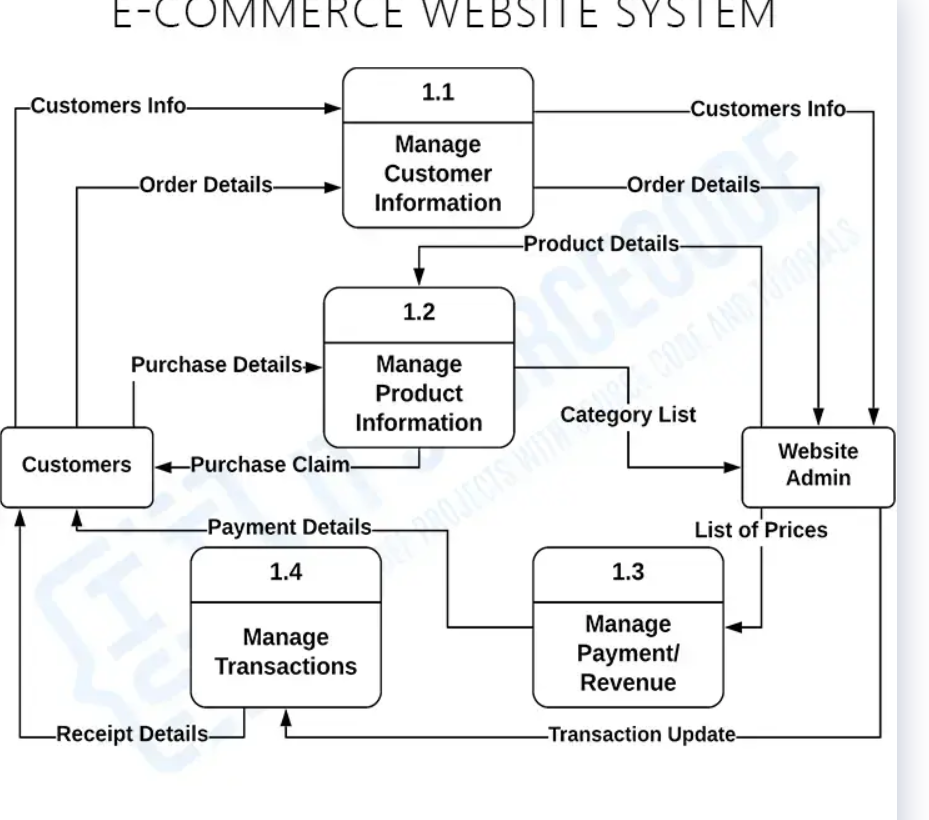 E-COMMERCE WEBSITE SYSTEM
1.1
Customers Info
Customers Info
Manage
Customer
Information
Order Details
Order Details
Product Details
1.2
Purchase Details
Manage
Product
Information
Category List
Customers
Purchase Claim
Website
Admin
Payment Details
List of Prices
1.4
1.3
Manage
Transactions
Manage
Payment/
Revenue
Receipt Details
Transaction Update